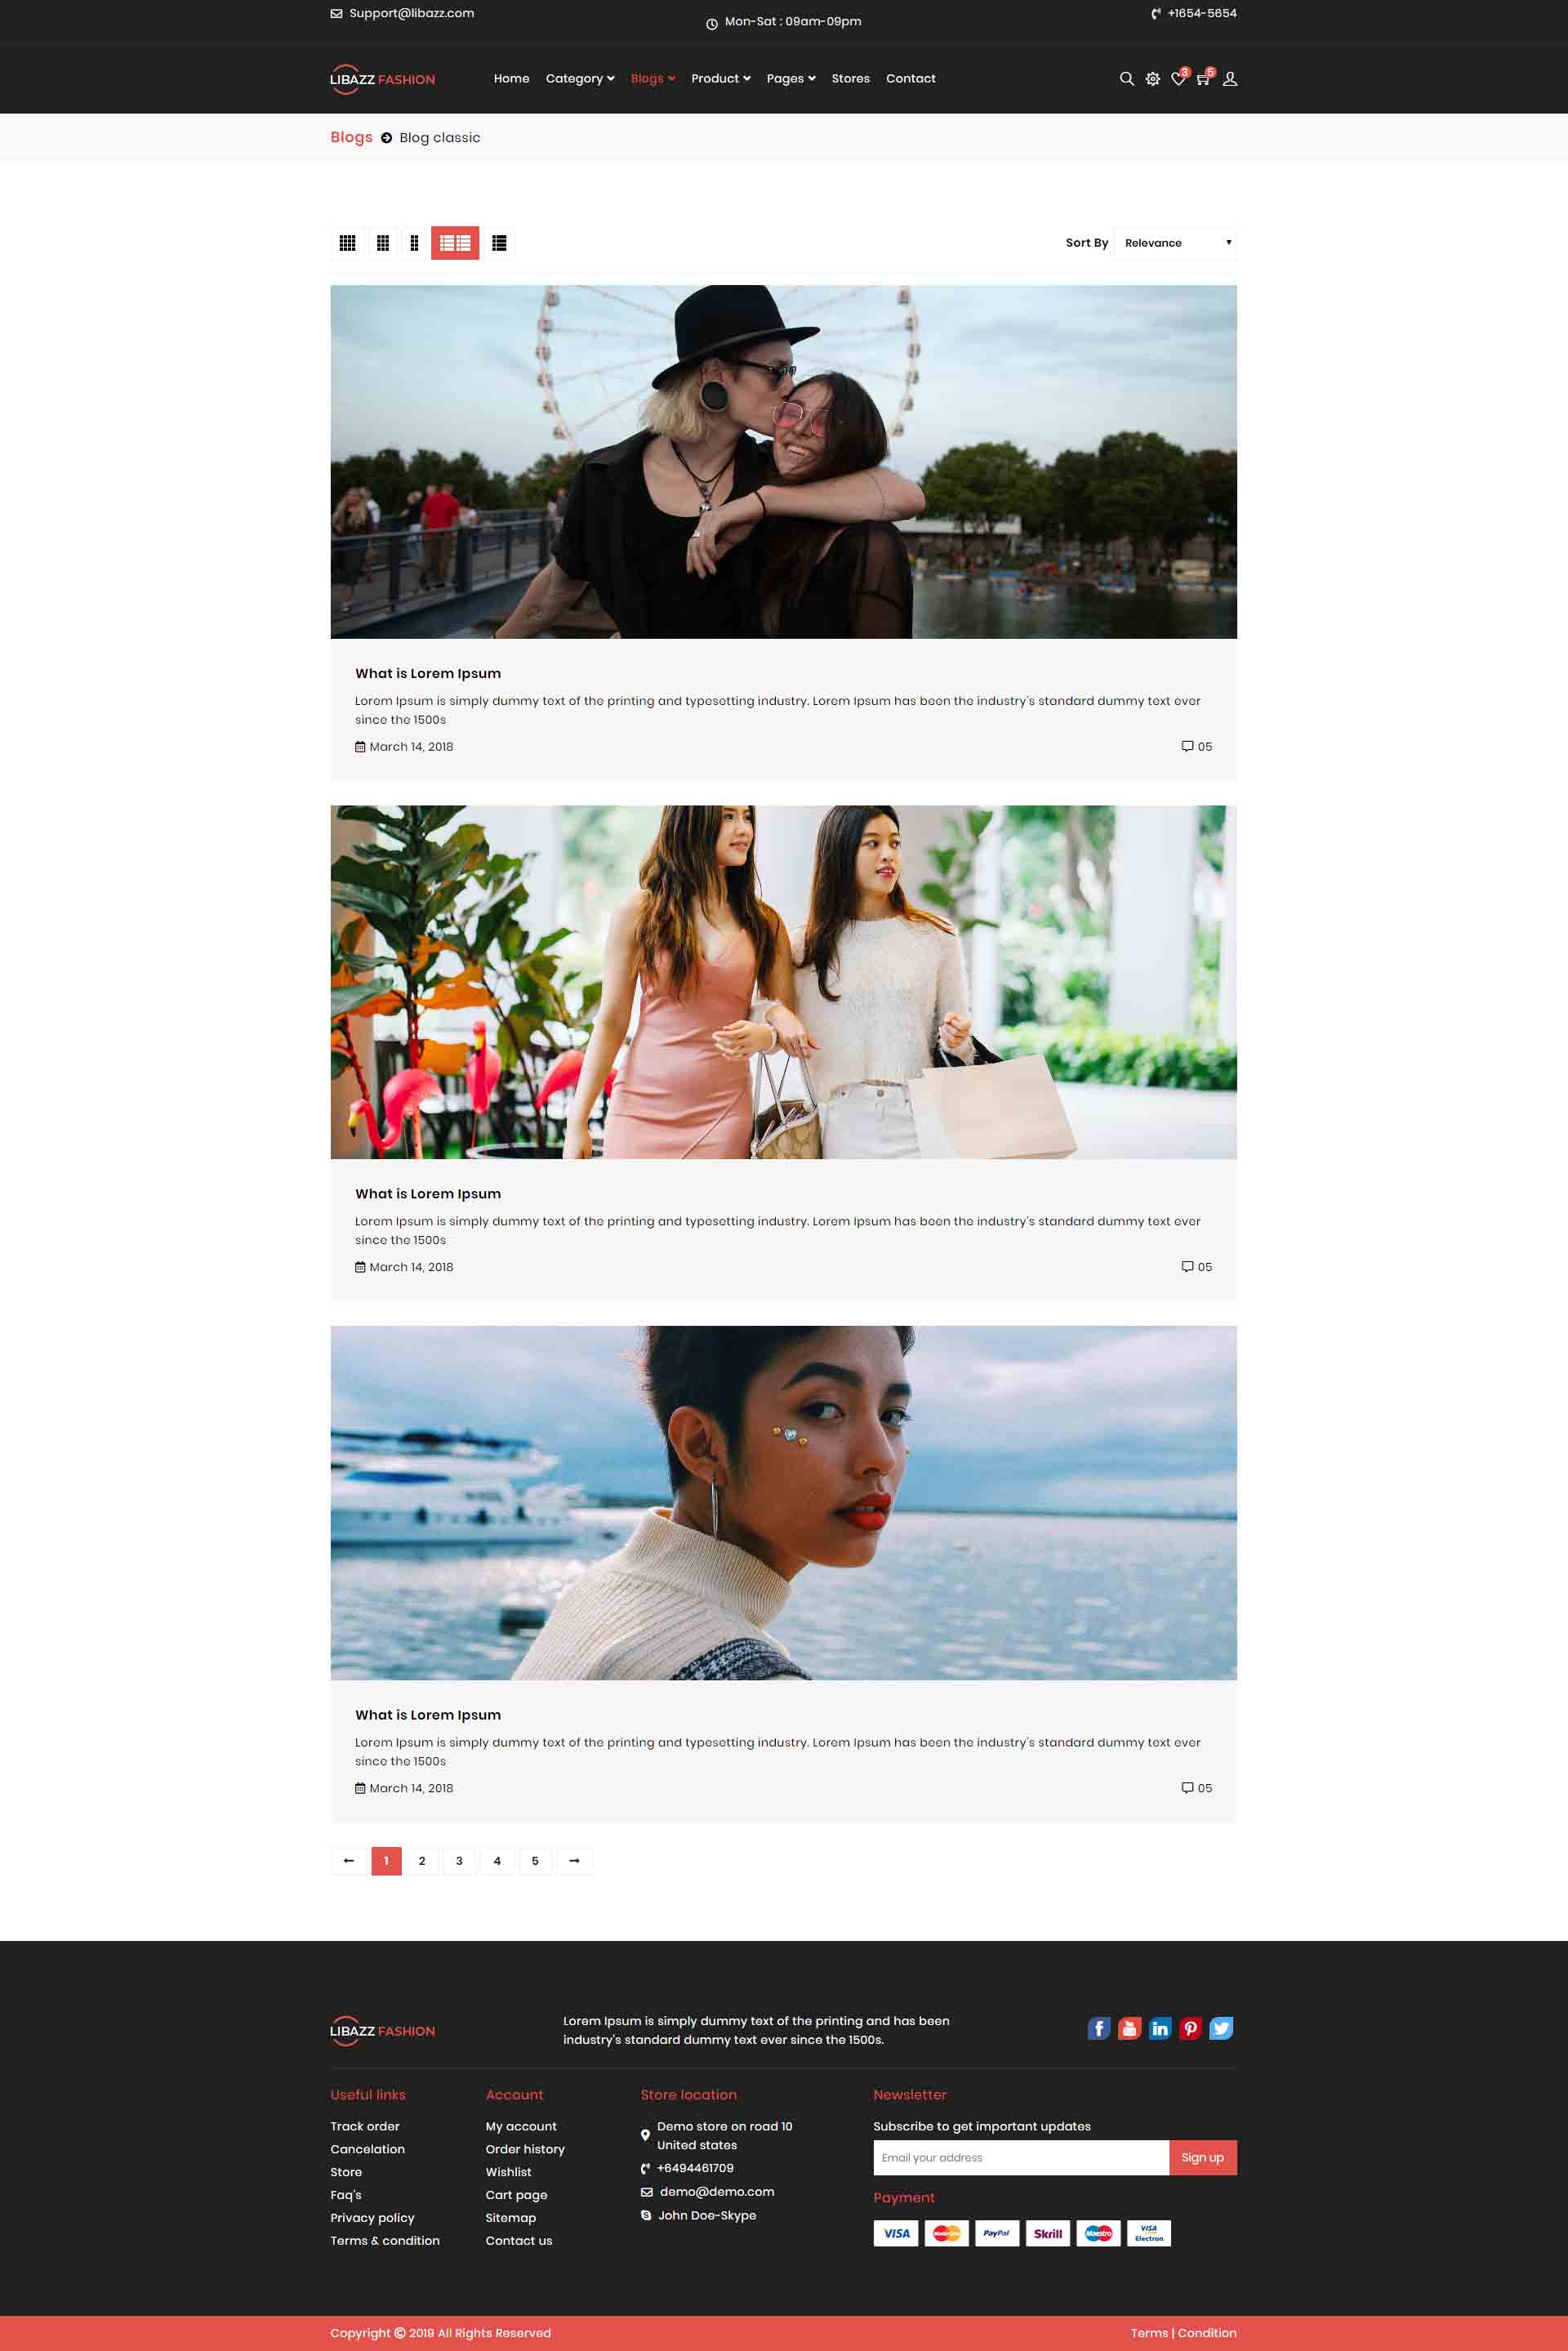 Support@libazz.com
Mon-Sat : 09am-09pm
+1654-5654
LIBAZZ FASHION
Home Category Blogs Product Pages Stores Contact
3 5
Blogs Blog classic
Sort By Relevance
What is Lorem Ipsum
Lorem Ipsum is simply dummy text of the printing and typesetting industry. Lorem Ipsum has been the industry's standard dummy text ever
since the 1500s
March 14, 2018 05
What is Lorem Ipsum
Lorem Ipsum is simply dummy text of the printing and typesetting industry. Lorem Ipsum has been the industry's standard dummy text ever
since the 1500s
March 14, 2018 05
What is Lorem Ipsum
Lorem Ipsum is simply dummy text of the printing and typesetting industry. Lorem Ipsum has been the industry's standard dummy text ever
since the 1500s
March 14, 2018 05
← 1 2 3 4 5 →
LIBAZZ FASHION
Lorem Ipsum is simply dummy text of the printing and has been
industry's standard dummy text ever since the 1500s.
f You Tube in
Useful links
Track order
Cancelation
Store
Faq's
Privacy policy
Terms & condition
Account
My account
Order history
Wishlist
Cart page
Sitemap
Contact us
Store location
Demo store on road 10
United states
+6494461709
demo@demo.com
John Doe-Skype
Newsletter
Subscribe to get important updates
Email your address Sign up
Payment
VISA MasterCard PayPal Skrill Maestro VISA
Electron
Copyright © 2019 All Rights Reserved
Terms | Condition